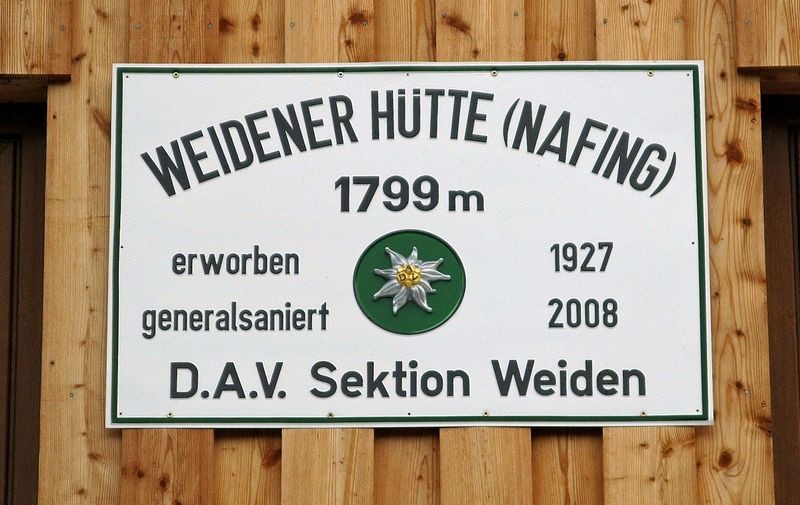 WEIDENER HÜTTE (NAFING)
1799 m
erworben 1927
generalsaniert 2008
D.A.V. Sektion Weiden